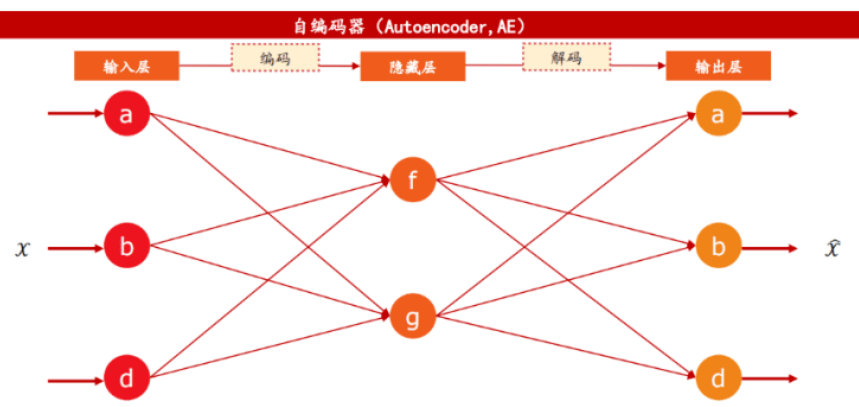 自编码器（Autoencoder,AE）
输入层 编码 隐藏层 解码 输出层
a a
f
x b b x̂
g
d d